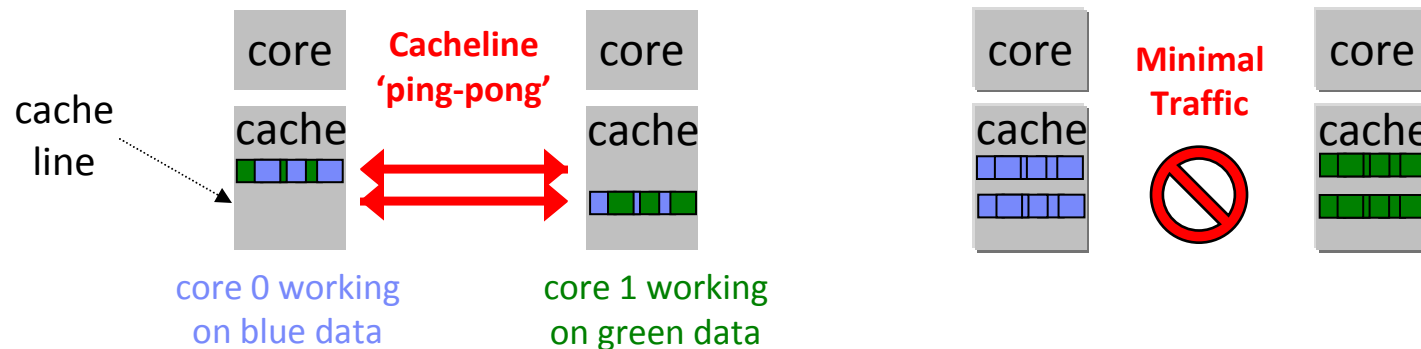 core
Cacheline
‘ping-pong’
core
cache
line
cache
cache
core 0 working
on blue data
core 1 working
on green data
core
Minimal
Traffic
core
cache
cache